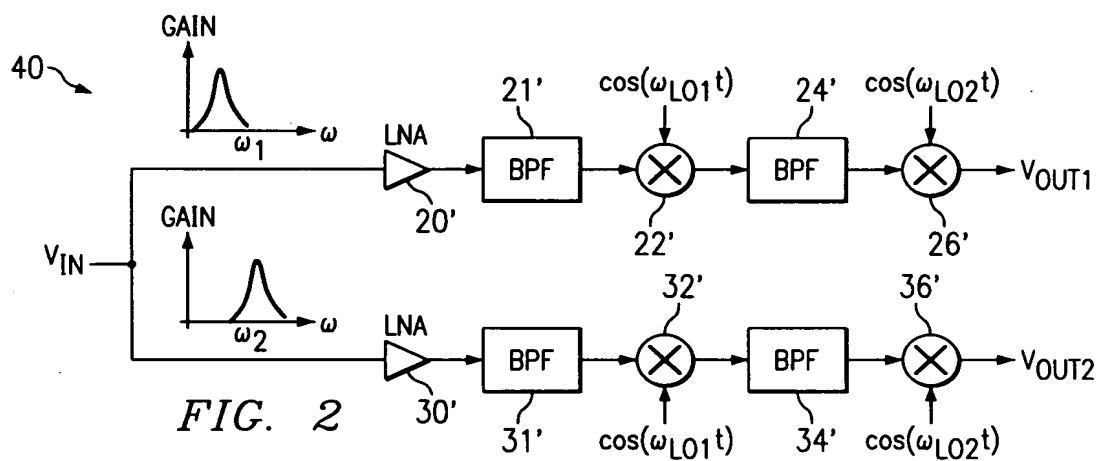 GAIN
40
ω
ω1
LNA
20'
21'
BPF
cos(ωLO1t)
22'
24'
BPF
cos(ωLO2t)
26'
VOUT1
VIN
GAIN
ω
ω2
LNA
30'
BPF
31'
32'
cos(ωLO1t)
BPF
34'
36'
cos(ωLO2t)
VOUT2
FIG. 2